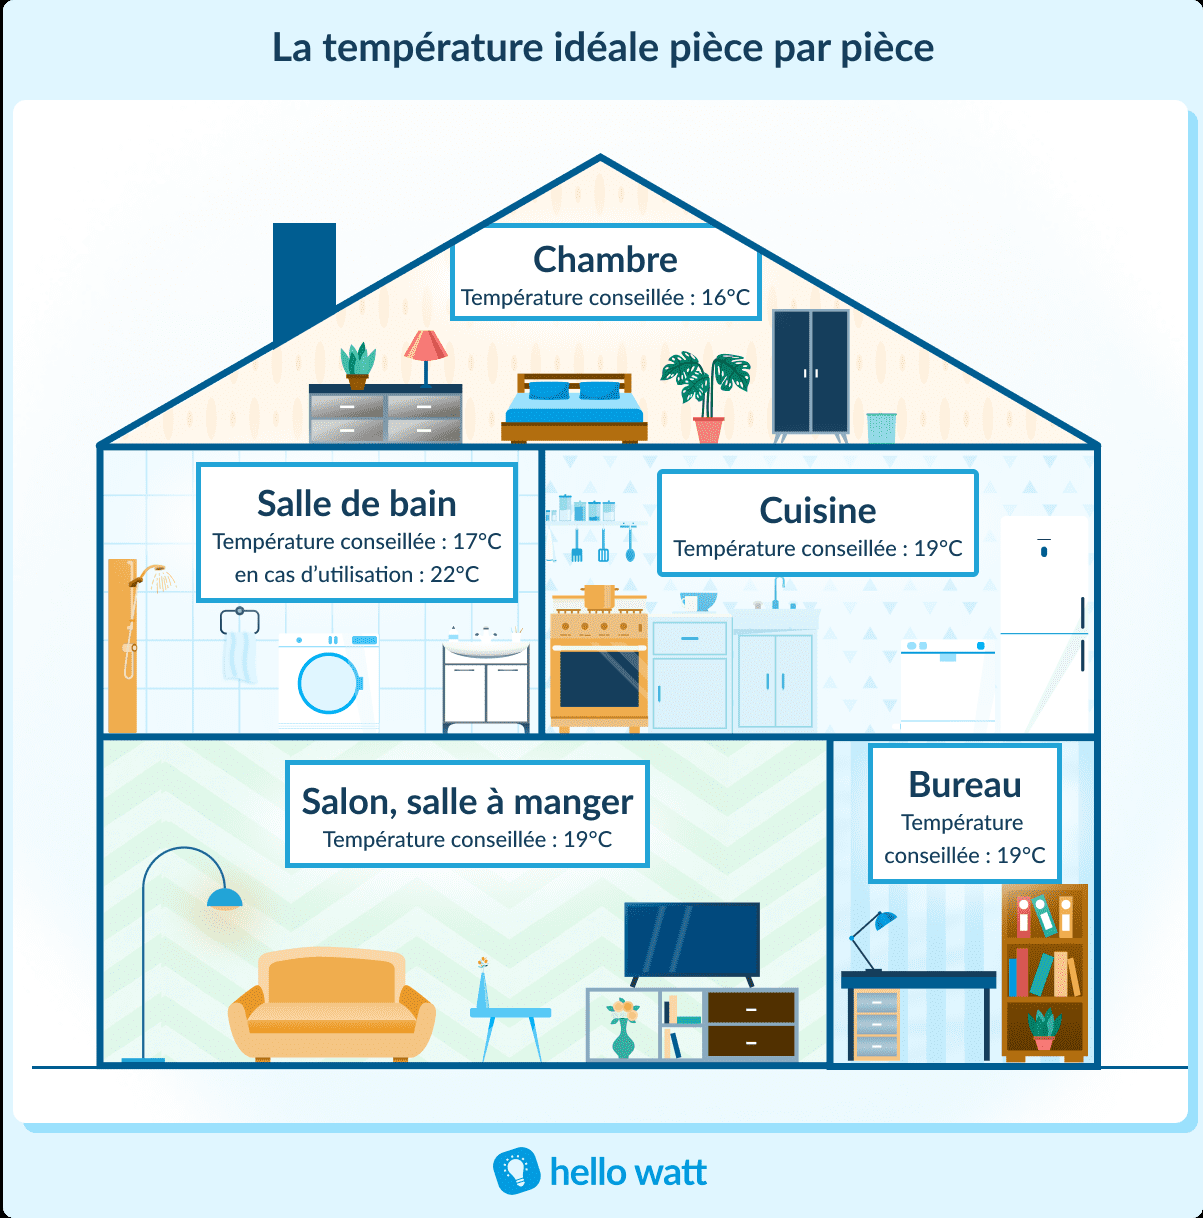 La température idéale pièce par pièce
Chambre
Température conseillée : 16°C
Salle de bain
Température conseillée : 17°C
en cas d’utilisation : 22°C
Cuisine
Température conseillée : 19°C
Salon, salle à manger
Température conseillée : 19°C
Bureau
Température
conseillée : 19°C
hello watt